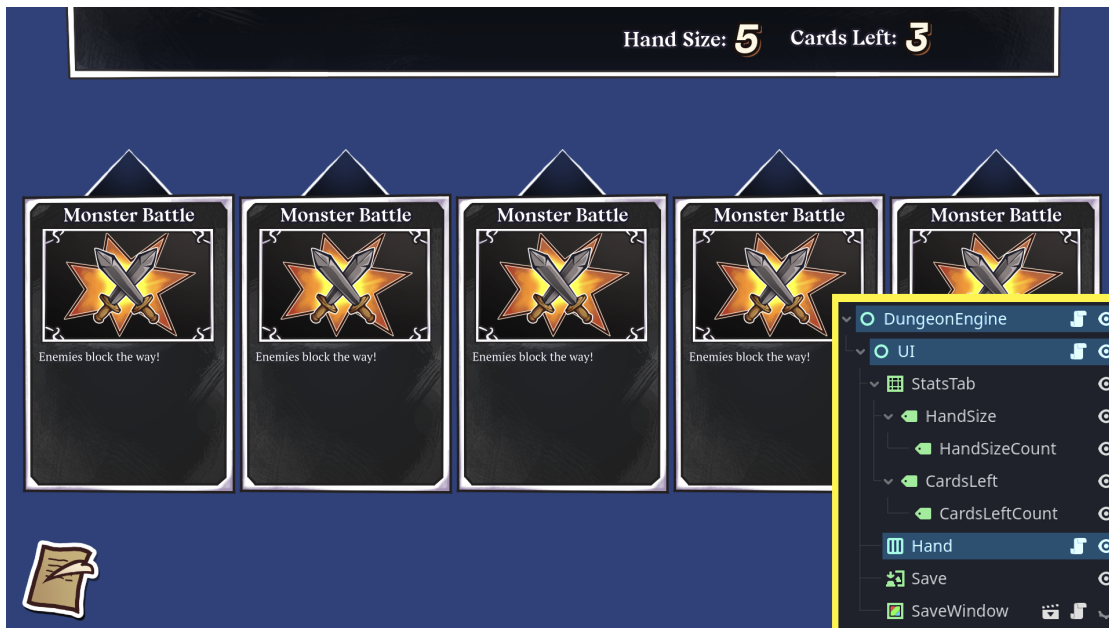 Hand Size: 5 Cards Left: 3
Monster Battle Monster Battle Monster Battle Monster Battle Monster Battle
Enemies block the way! Enemies block the way! Enemies block the way! Enemies block the way!
DungeonEngine
UI
StatsTab
HandSize
HandSizeCount
CardsLeft
CardsLeftCount
Hand
Save
SaveWindow